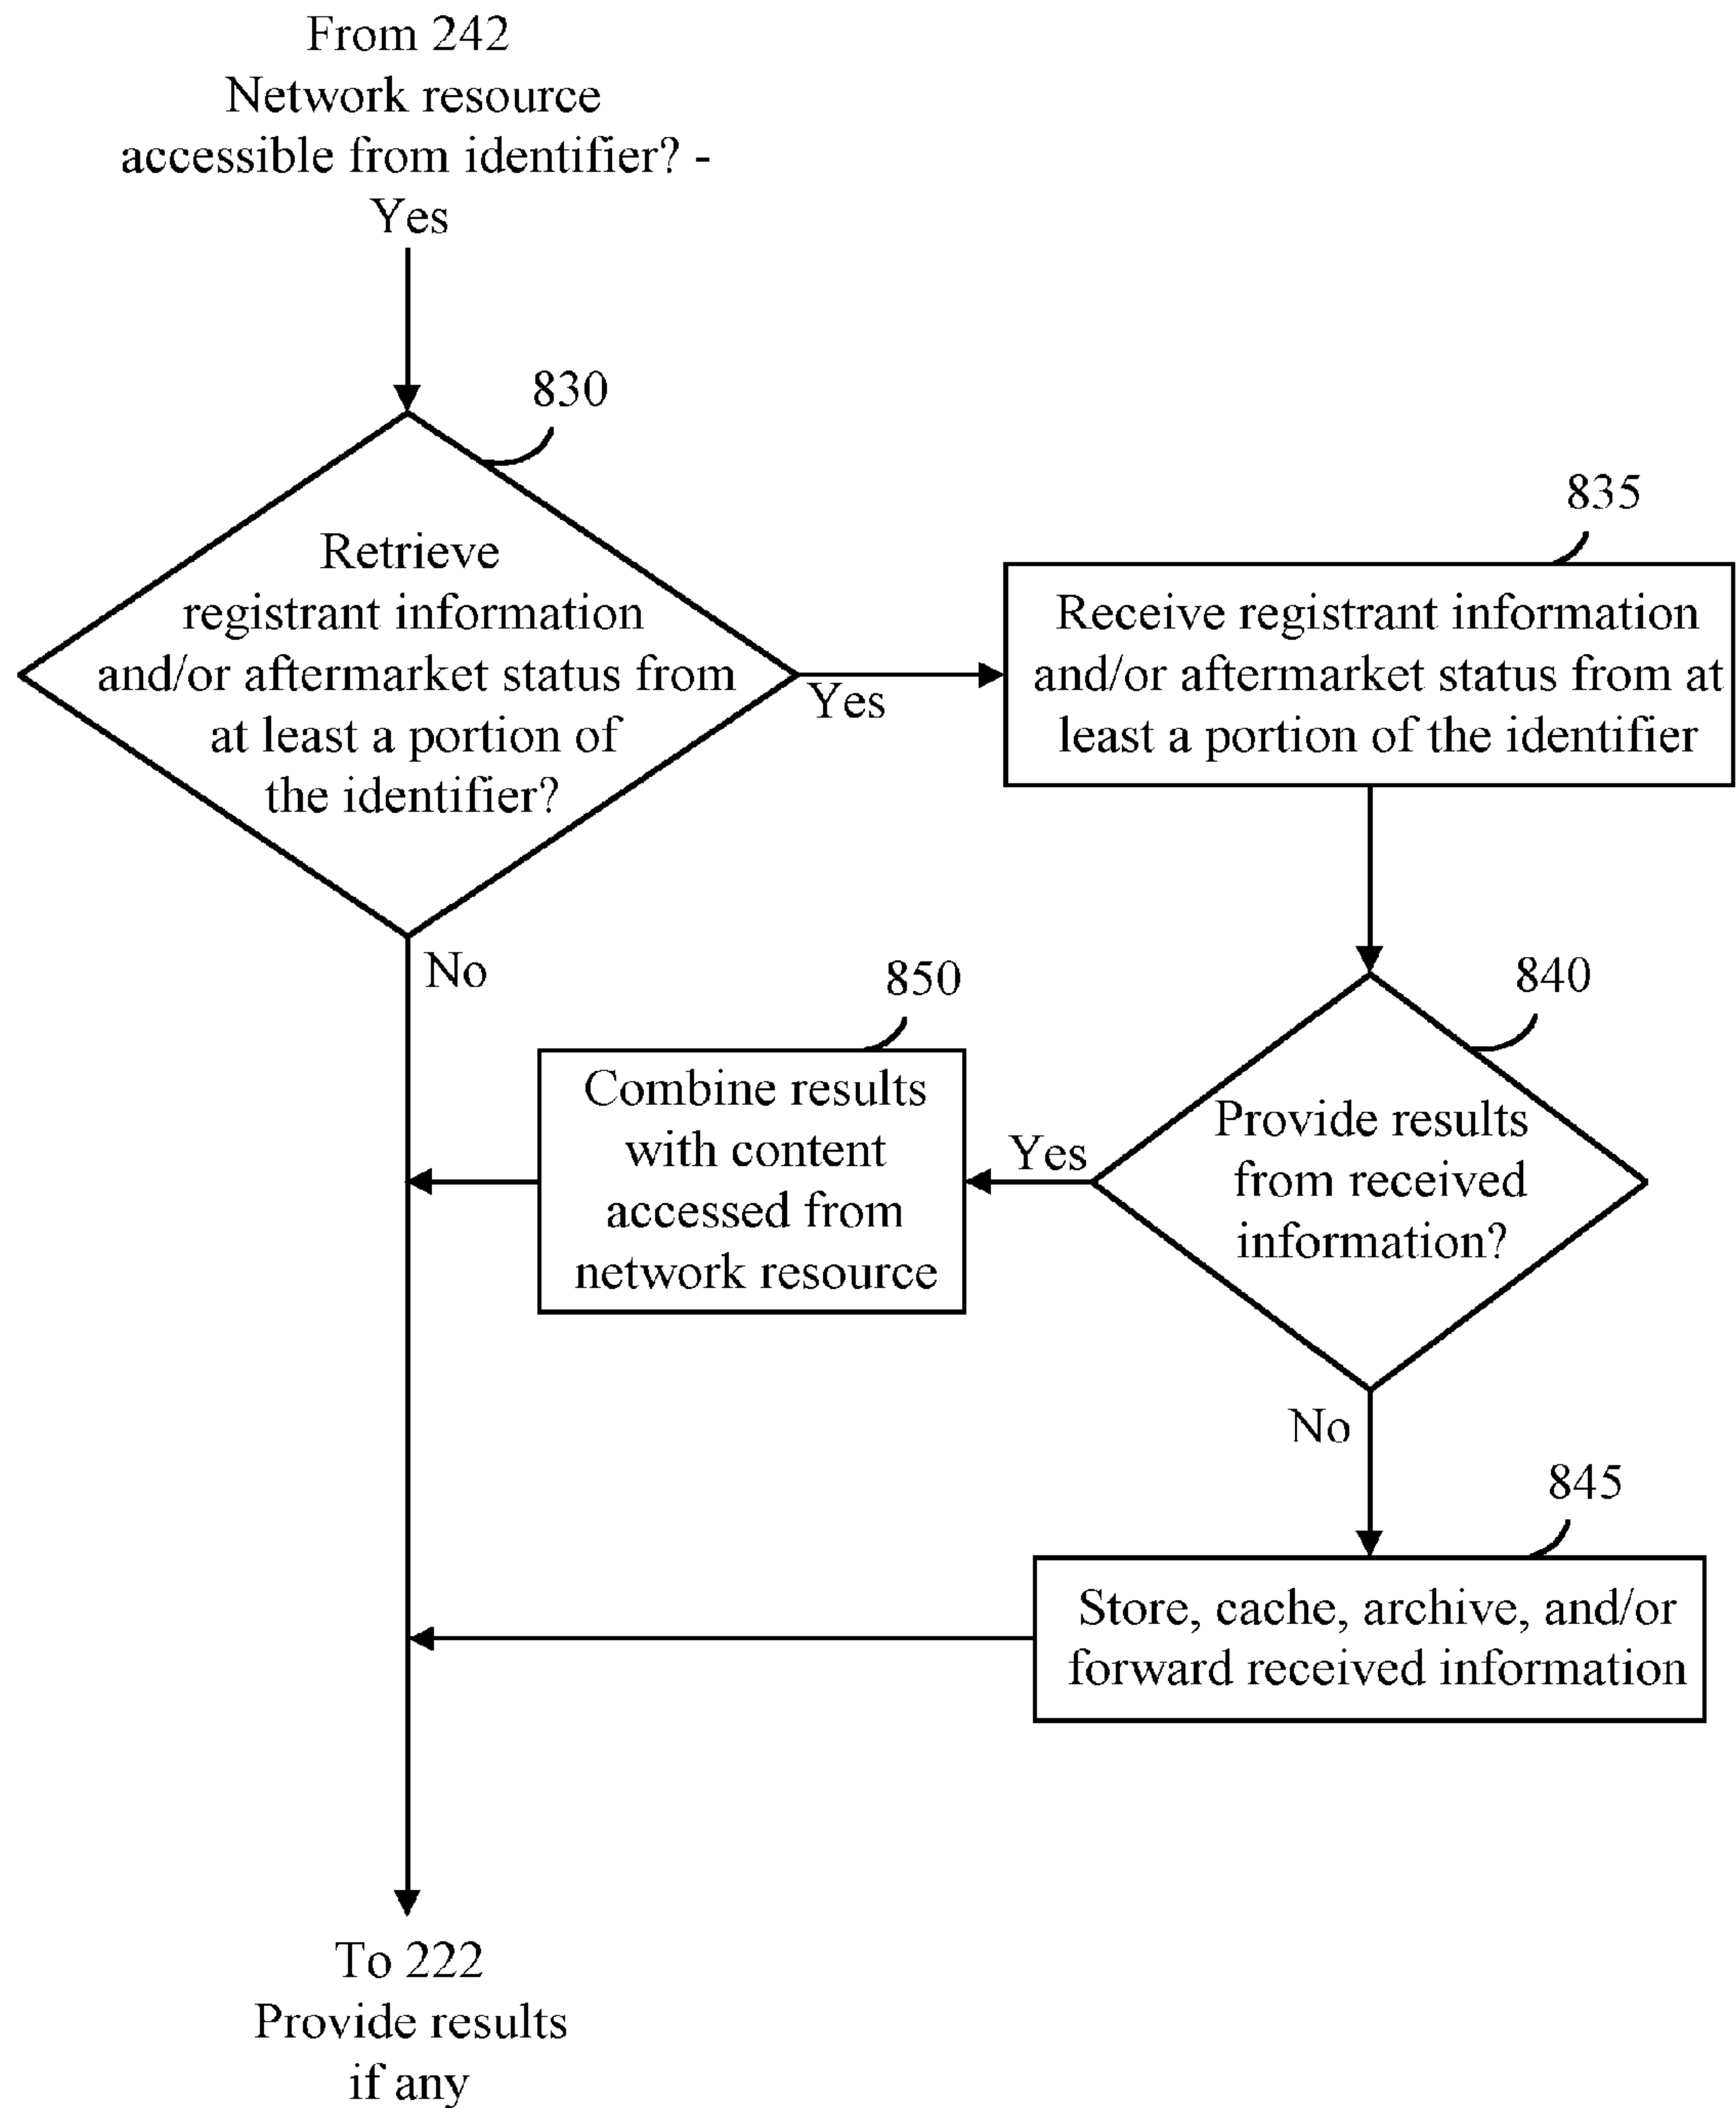 From 242
Network resource
accessible from identifier? -
Yes
830
Retrieve
registrant information
and/or aftermarket status from
at least a portion of
the identifier?
Yes
No
835
Receive registrant information
and/or aftermarket status from at
least a portion of the identifier
840
Provide results
from received
information?
Yes
No
850
Combine results
with content
accessed from
network resource
845
Store, cache, archive, and/or
forward received information
To 222
Provide results
if any